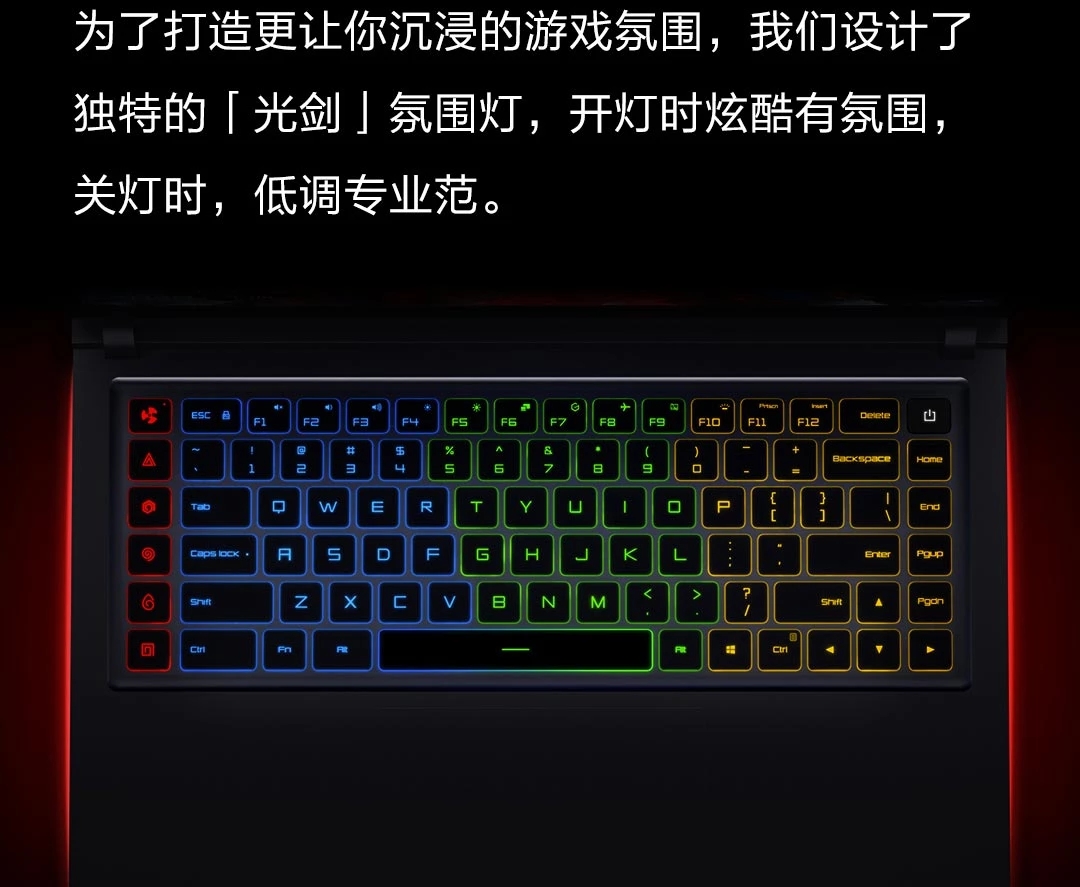 为了打造更让你沉浸的游戏氛围，我们设计了
独特的「光剑」氛围灯，开灯时炫酷有氛围，
关灯时，低调专业范。
ESC F1 F2 F3 F4 F5 F6 F7 F8 F9 F10 Prtscn F11 Insert F12 Delete
~ ` ! 1 @ 2 # 3 $ 4 % 5 ^ 6 & 7 * 8 ( 9 ) 0 _ - + = Backspace Home
Tab Q W E R T Y U I O P { [ } ] | \ End
Caps lock A S D F G H J K L : ; " ' Enter Pgup
Shift Z X C V B N M < , > . ? / Shift ▲ Pgdn
Ctrl Fn Alt Alt Ctrl ◀ ▼ ▶